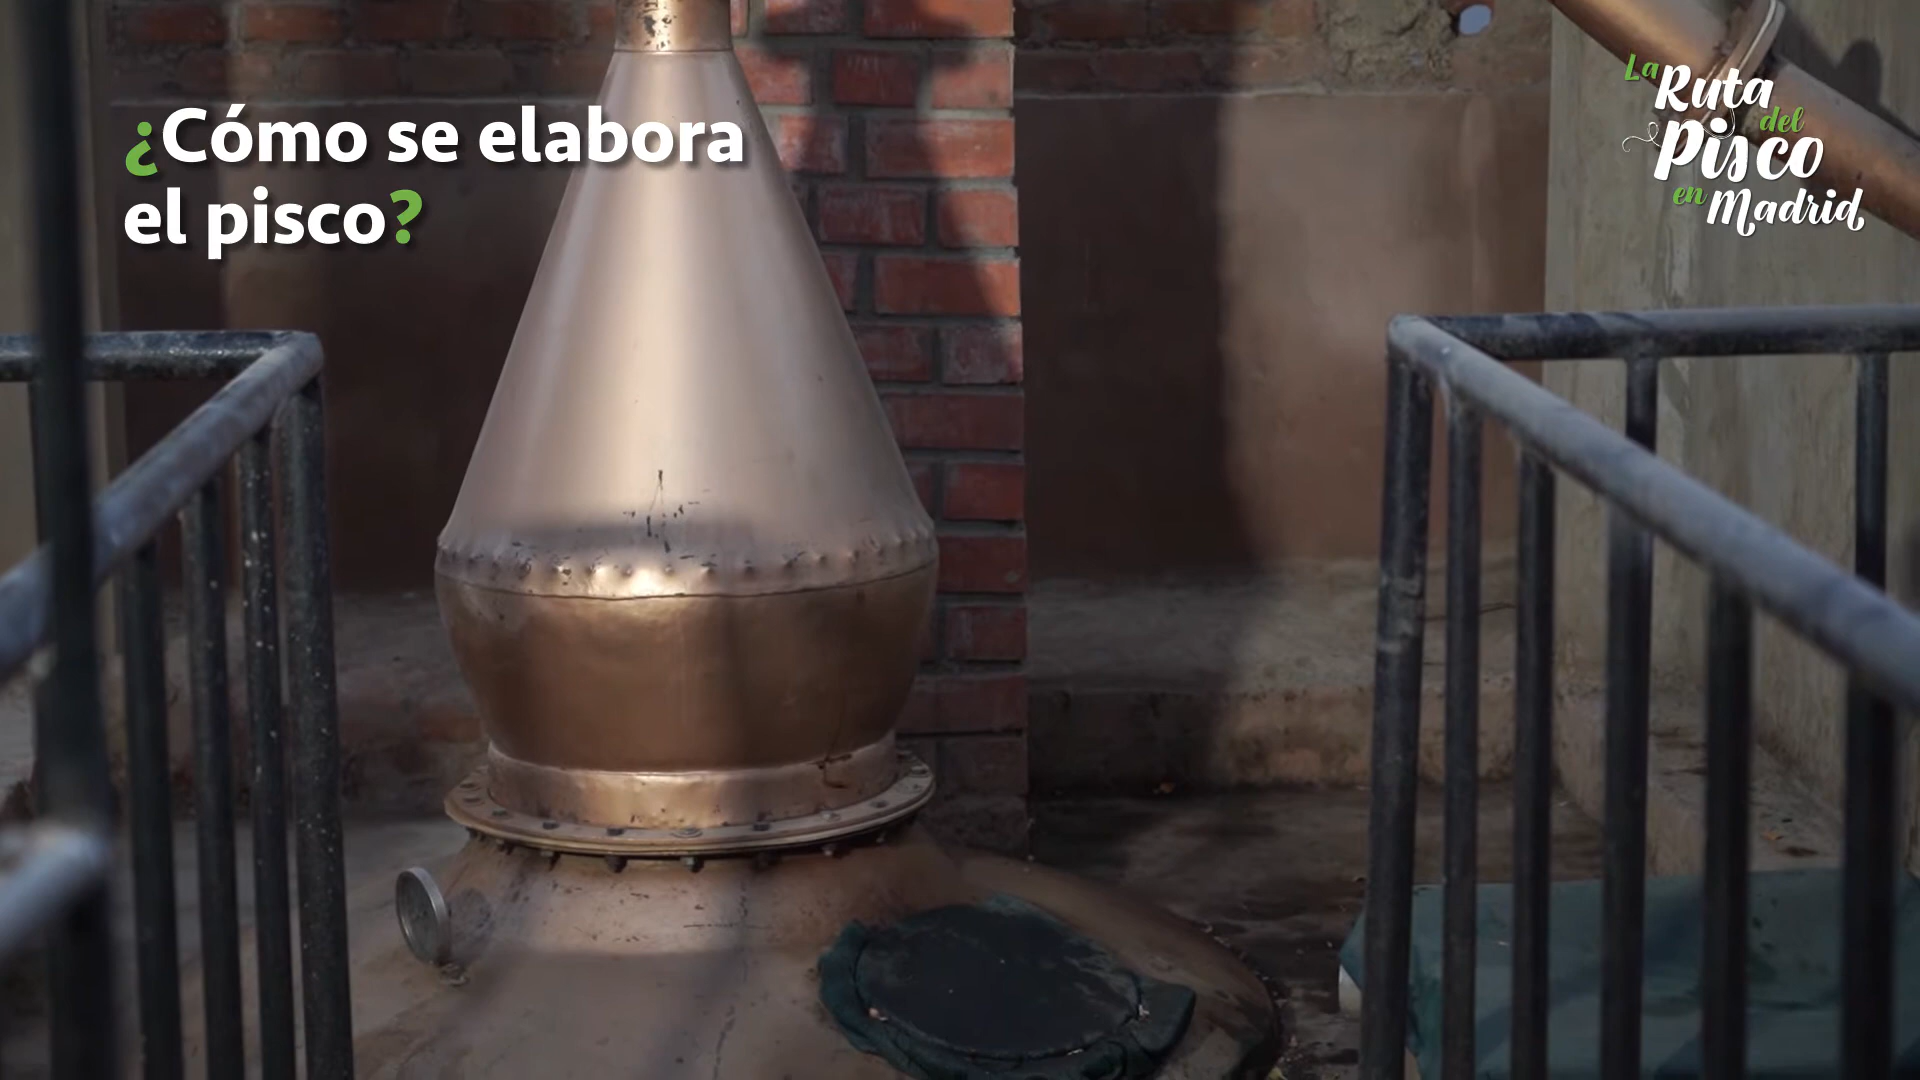 ¿Cómo se elabora
el pisco?
La
Ruta
del
Pisco
en
Madrid